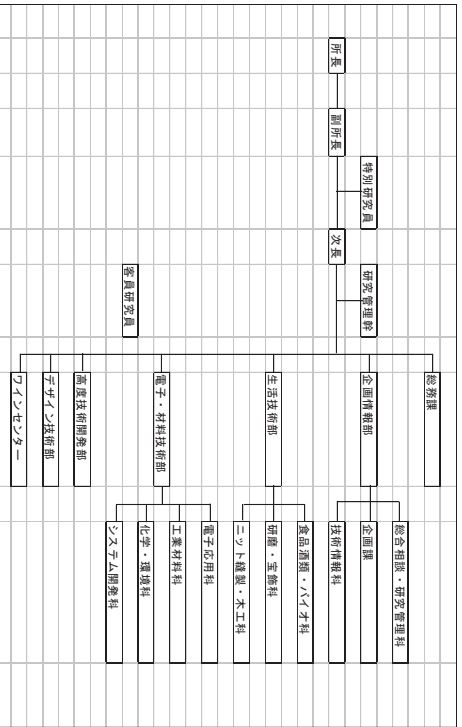 所長
副所長
特別研究員
次長
研究管理幹
客員研究員
総務課
企画情報部
総合相談・研究管理科
企画課
技術情報科
生活技術部
食品酒類・バイオ科
研磨・宝飾科
ニット縫製・木工科
電子・材料技術部
電子応用科
工業材料科
化学・環境科
システム開発科
高度技術開発部
デザイン技術部
ワインセンター